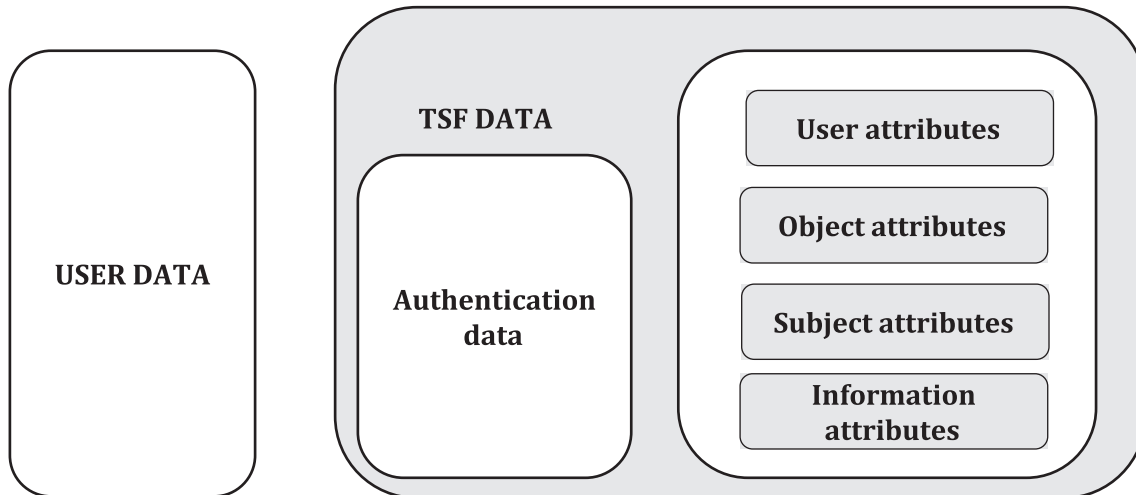 USER DATA
TSF DATA
Authentication
data
User attributes
Object attributes
Subject attributes
Information
attributes